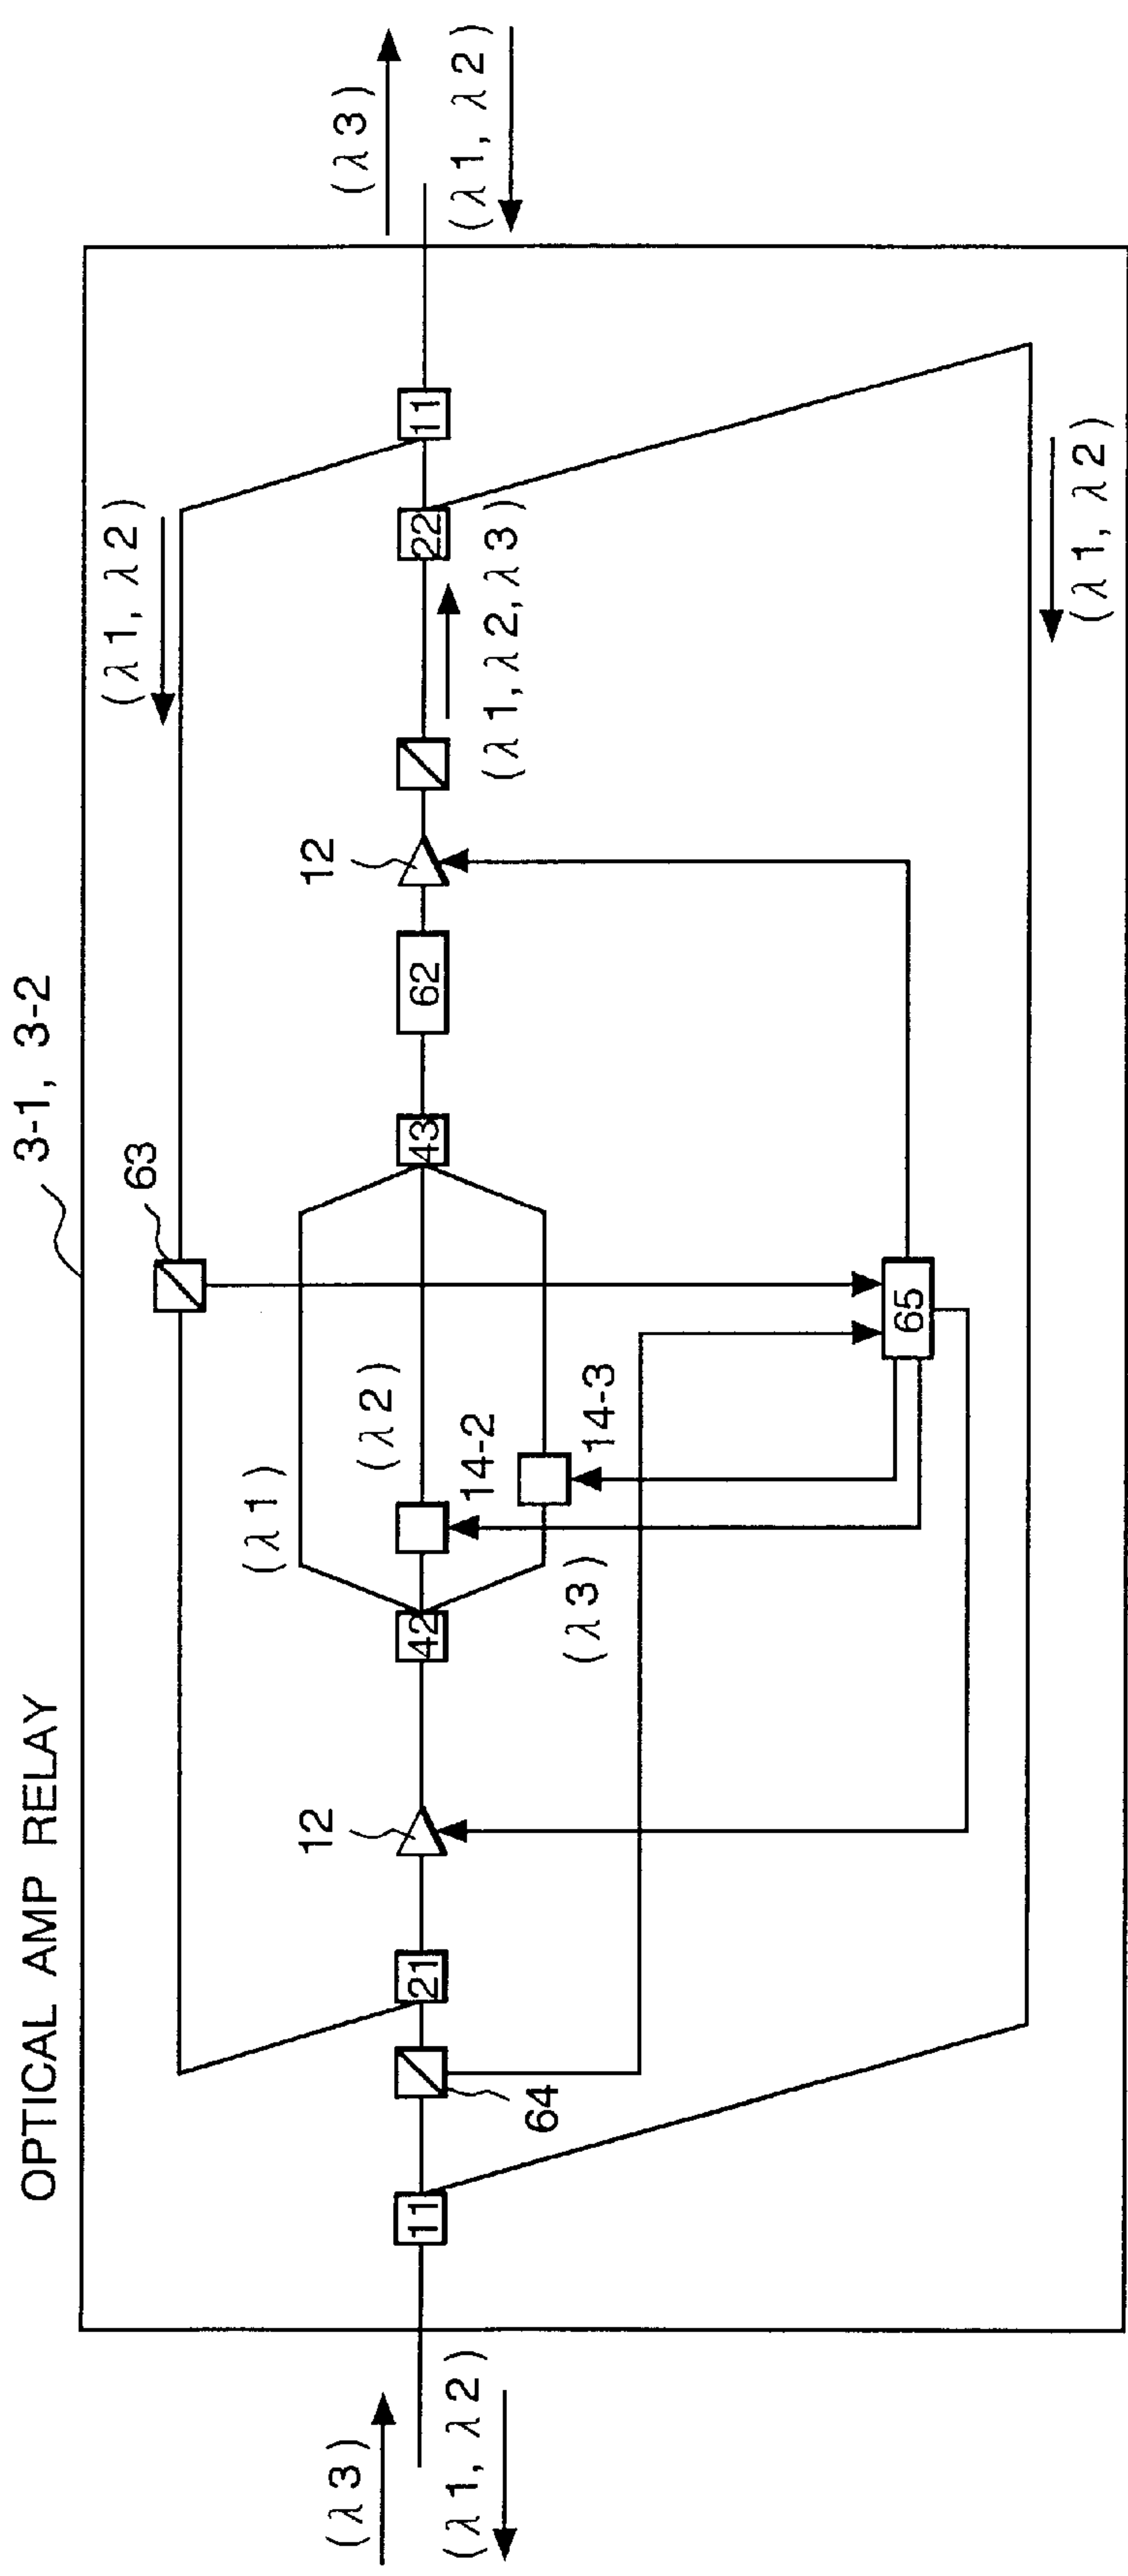 OPTICAL AMP RELAY
3-1, 3-2
63
(λ1, λ2)
(λ3)
(λ1, λ2)
(λ3)
(λ1, λ2)
11
64
21
12
42
(λ1)
(λ2)
(λ3)
14-2
14-3
43
62
12
(λ1, λ2, λ3)
22
11
65
(λ1, λ2)